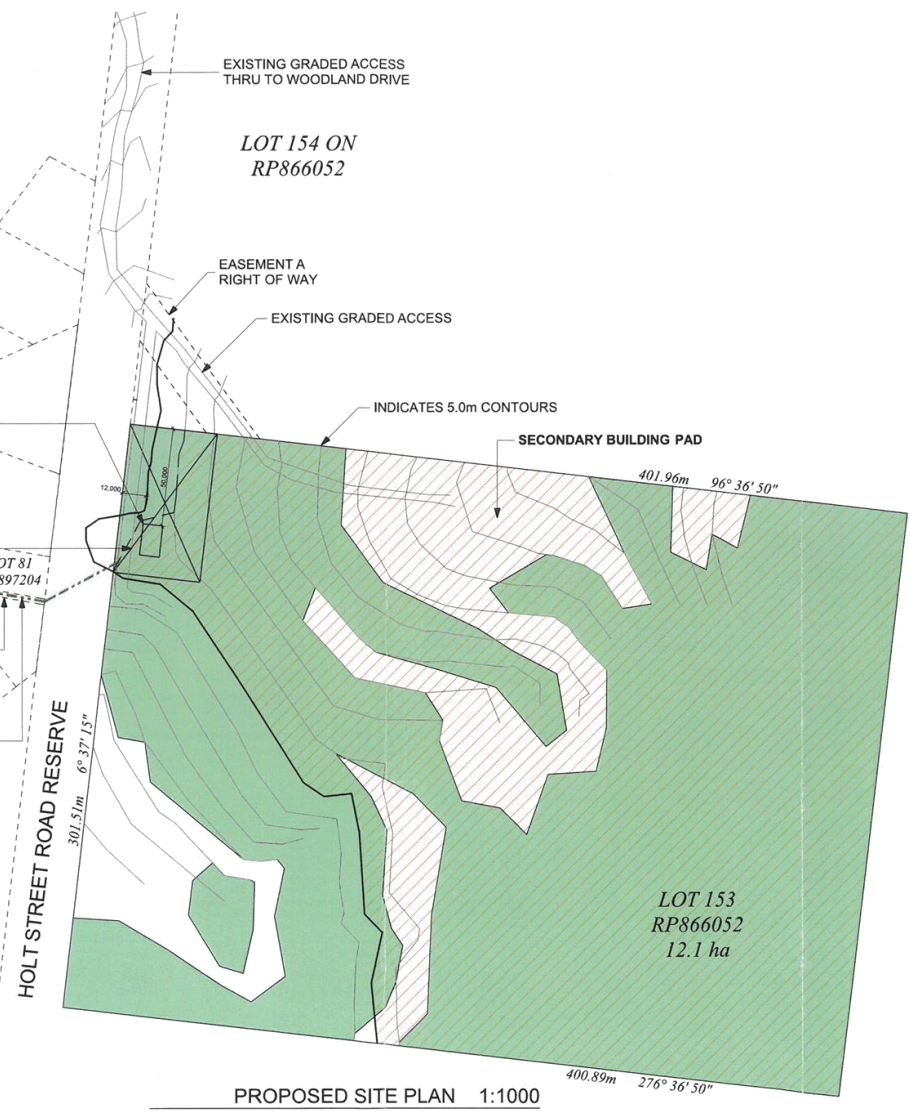 EXISTING GRADED ACCESS
THRU TO WOODLAND DRIVE
LOT 154 ON
RP866052
EASEMENT A
RIGHT OF WAY
EXISTING GRADED ACCESS
INDICATES 5.0m CONTOURS
SECONDARY BUILDING PAD
401.96m 96° 36' 50"
12,000
50,000
OT 81
897204
HOLT STREET ROAD RESERVE
301.51m 6° 37' 15"
LOT 153
RP866052
12.1 ha
400.89m 276° 36' 50"
PROPOSED SITE PLAN 1:1000